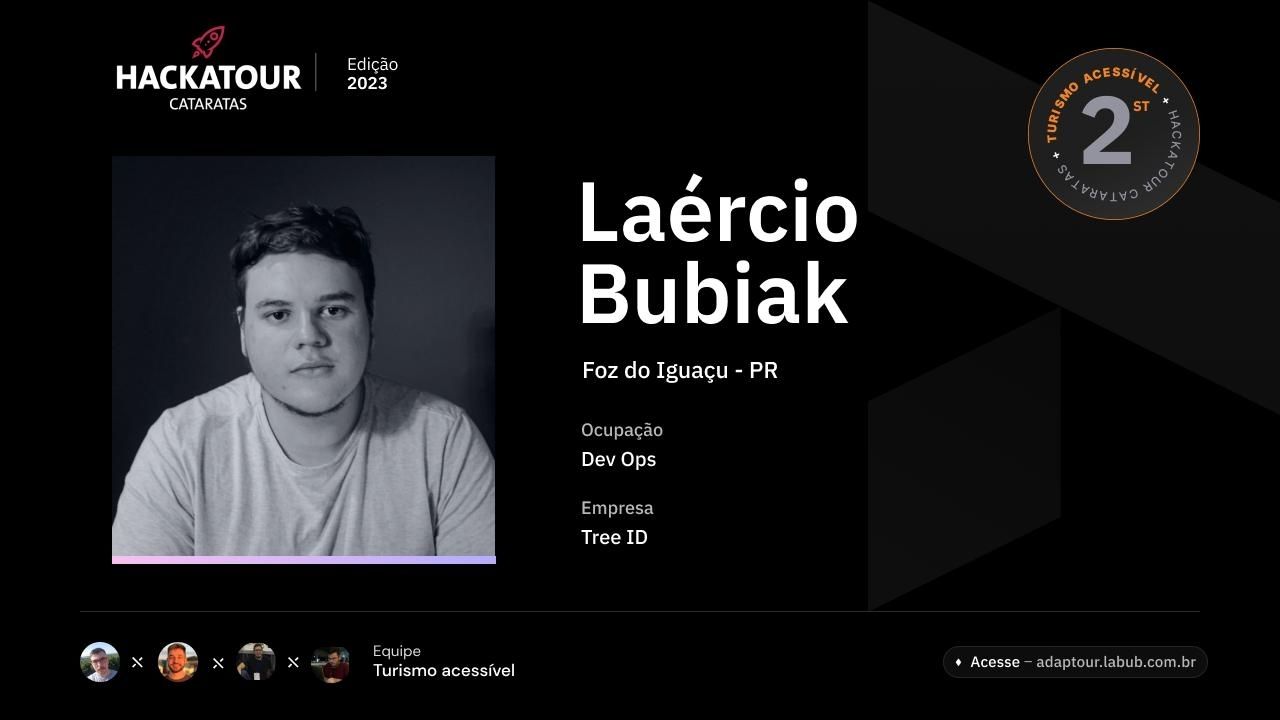 HACKATOUR
CATARATAS
Edição
2023
TURISMO ACESSÍVEL
HACKATOUR CATARATAS
2ST
Laércio
Bubiak
Foz do Iguaçu - PR
Ocupação
Dev Ops
Empresa
Tree ID
Equipe
Turismo acessível
Acesse – adaptour.labub.com.br